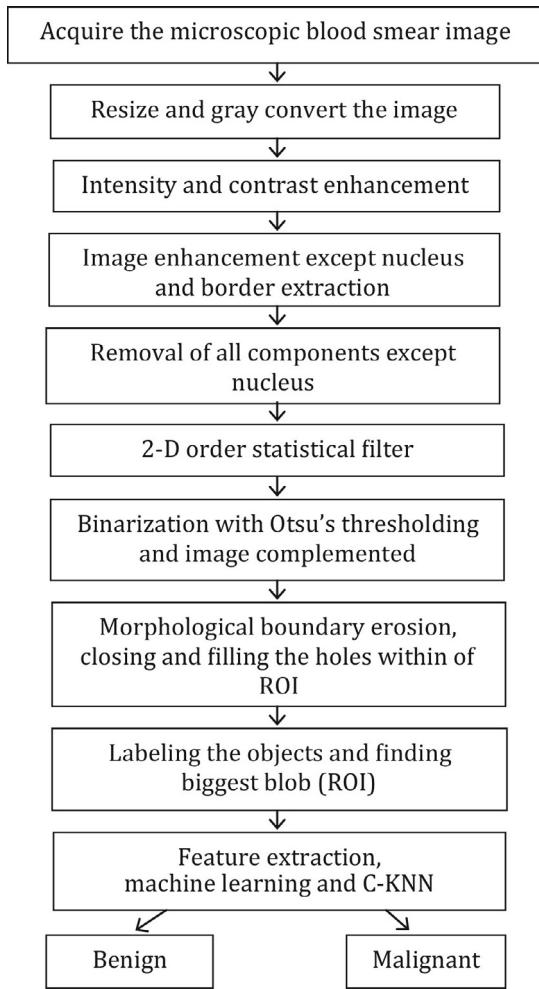 Acquire the microscopic blood smear image
Resize and gray convert the image
Intensity and contrast enhancement
Image enhancement except nucleus
and border extraction
Removal of all components except
nucleus
2-D order statistical filter
Binarization with Otsu’s thresholding
and image complemented
Morphological boundary erosion,
closing and filling the holes within of
ROI
Labeling the objects and finding
biggest blob (ROI)
Feature extraction,
machine learning and C-KNN
Benign
Malignant